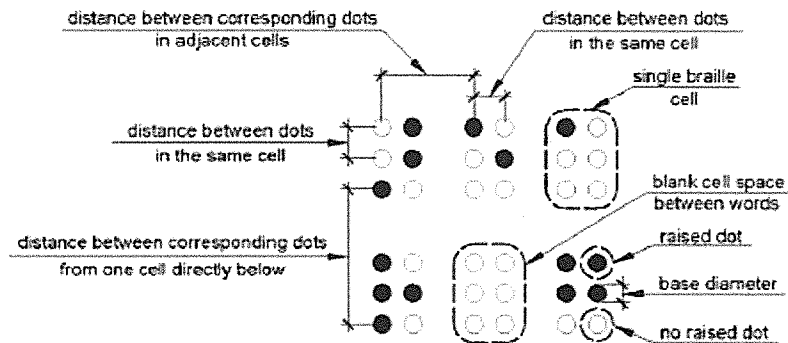 distance between corresponding dots
in adjacent cells
distance between dots
in the same cell
single braille
cell
distance between dots
in the same cell
blank cell space
between words
distance between corresponding dots
from one cell directly below
raised dot
base diameter
no raised dot